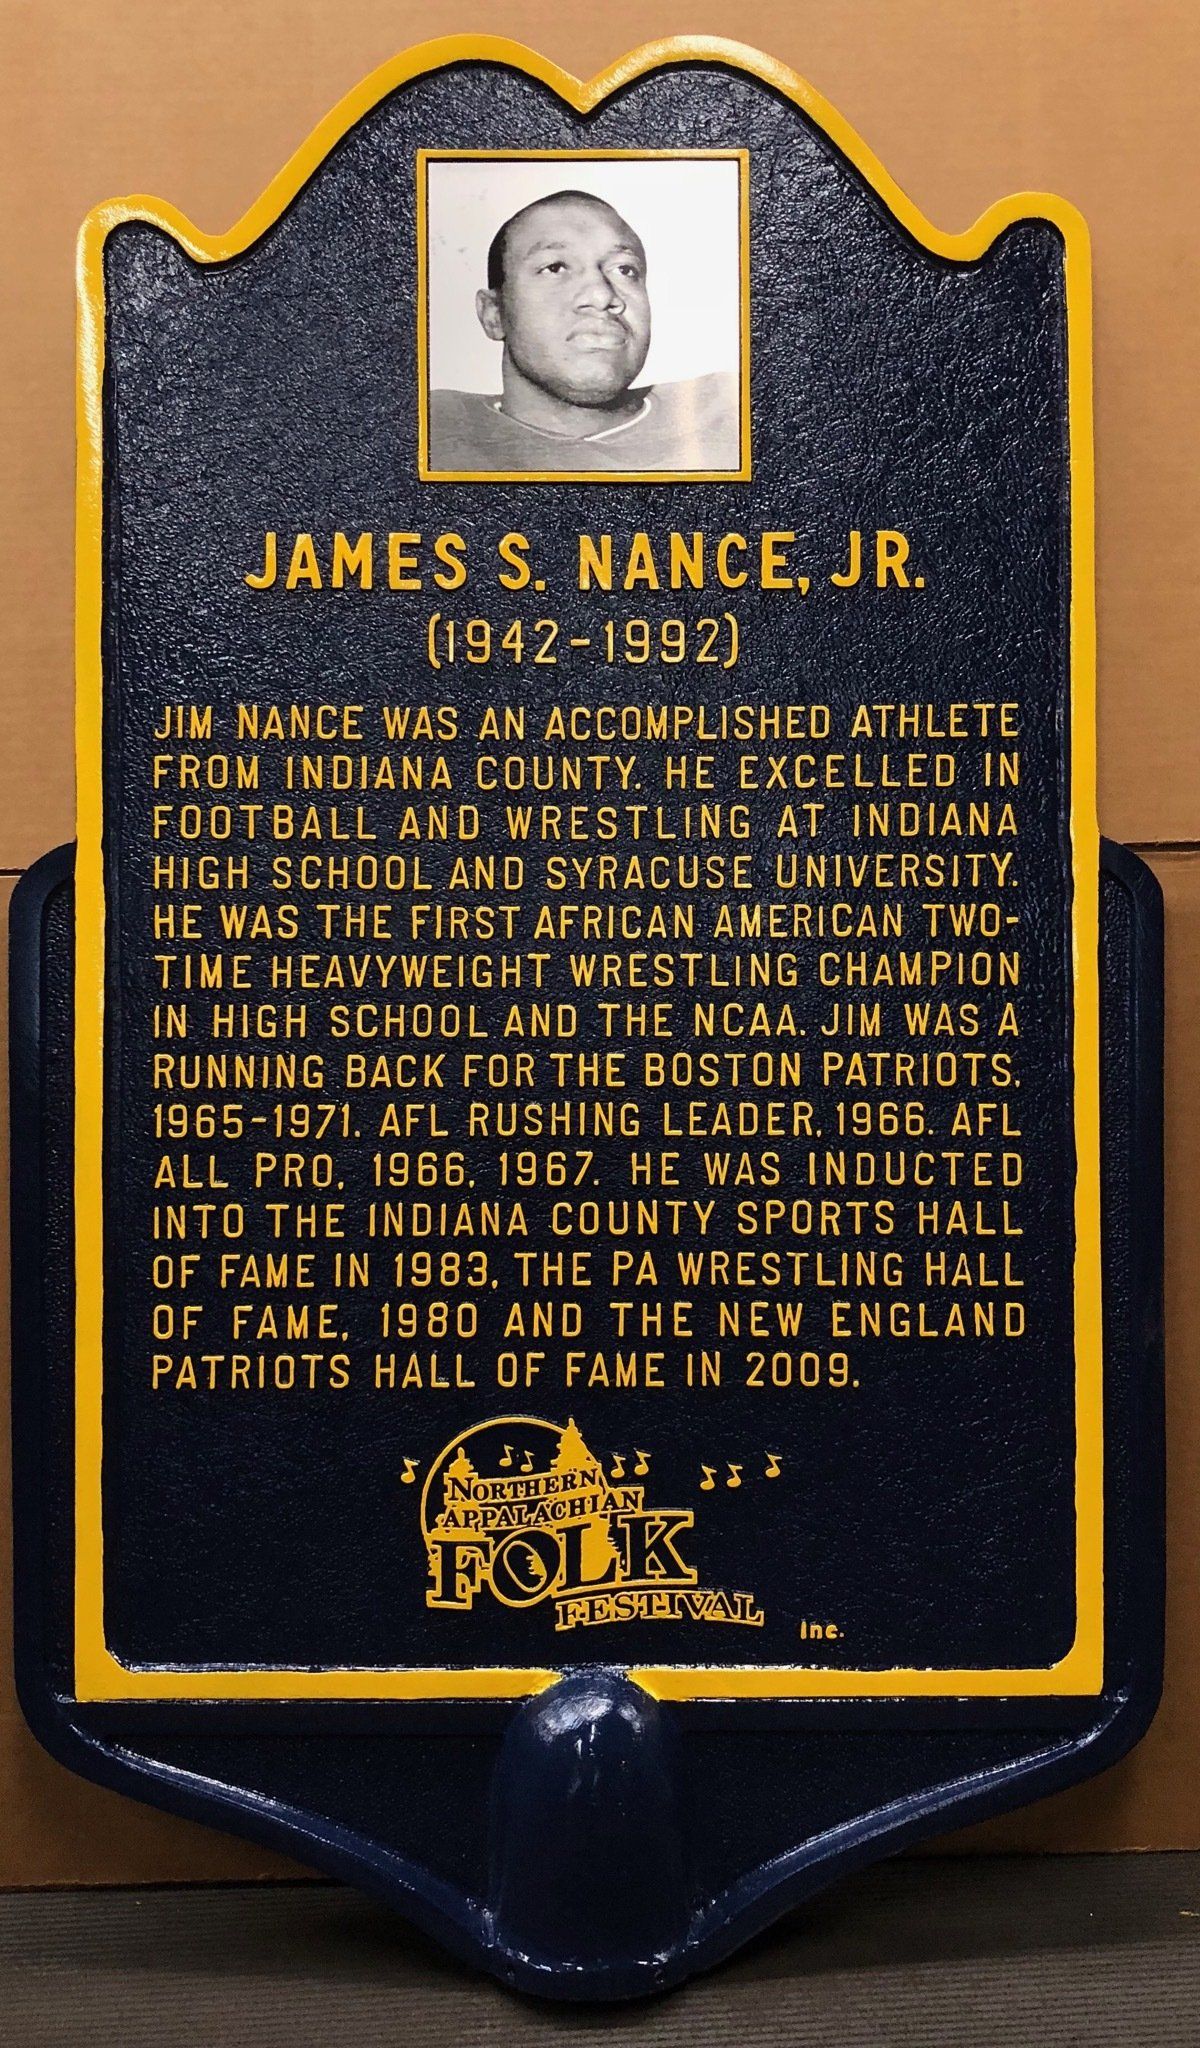 JAMES S. NANCE, JR.
(1942-1992)
JIM NANCE WAS AN ACCOMPLISHED ATHLETE
FROM INDIANA COUNTY. HE EXCELLED IN
FOOTBALL AND WRESTLING AT INDIANA
HIGH SCHOOL AND SYRACUSE UNIVERSITY.
HE WAS THE FIRST AFRICAN AMERICAN TWO-
TIME HEAVYWEIGHT WRESTLING CHAMPION
IN HIGH SCHOOL AND THE NCAA. JIM WAS A
RUNNING BACK FOR THE BOSTON PATRIOTS,
1965-1971. AFL RUSHING LEADER, 1966. AFL
ALL PRO, 1966, 1967. HE WAS INDUCTED
INTO THE INDIANA COUNTY SPORTS HALL
OF FAME IN 1983, THE PA WRESTLING HALL
OF FAME, 1980 AND THE NEW ENGLAND
PATRIOTS HALL OF FAME IN 2009.
NORTHERN
APPALACHIAN
FOLK
FESTIVAL
Inc.